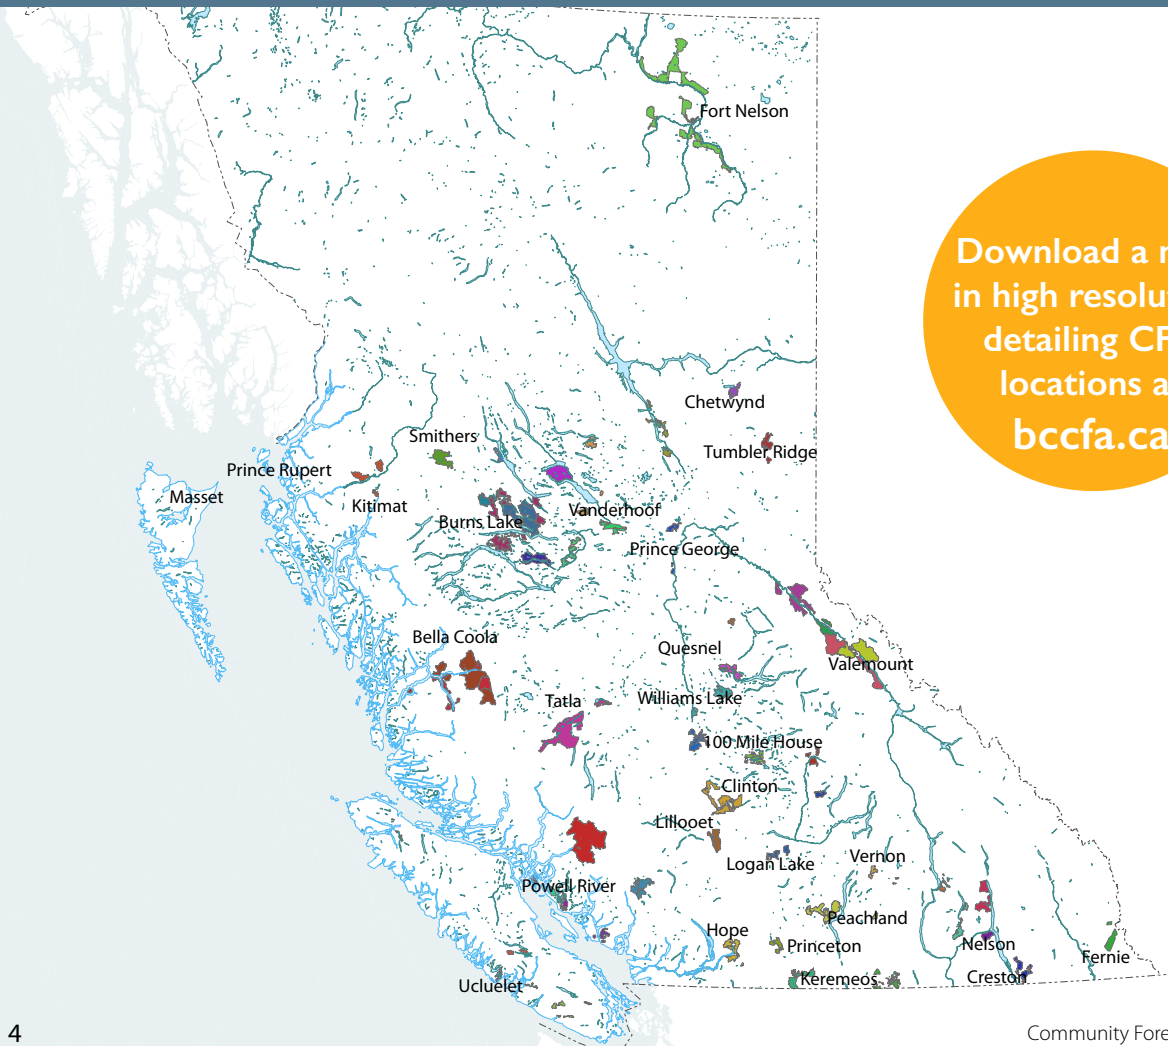 Fort Nelson
Download a
in high resolut
detailing CF
locations a
bccfa.ca
Chetwynd
Smithers
Tumbler Ridge
Prince Rupert
Masset
Kitimat
Vanderhoof
Burns Lake
Prince George
Bella Coola
Quesnel
Valemount
Williams Lake
Tatla
100 Mile House
Clinton
Lillooet
Logan Lake
Vernon
Powell River
Peachland
Hope
Princeton
Nelson
Fernie
Keremeos
Creston
Ucluelet
4
Community Fore